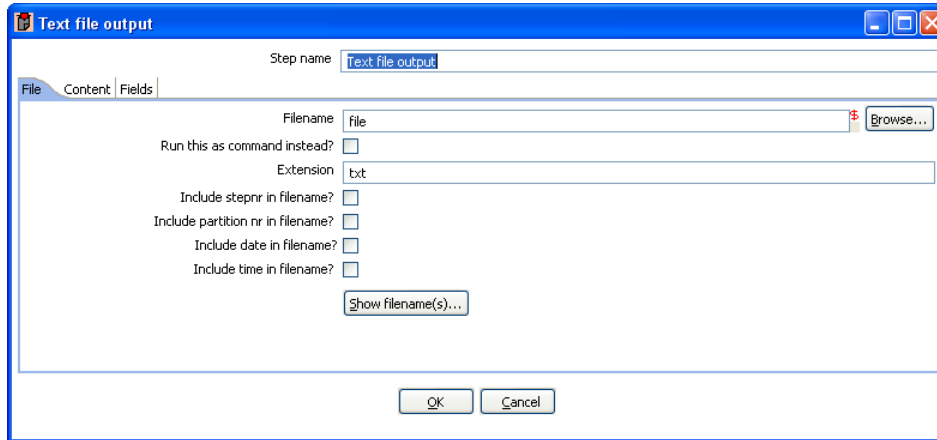 Text file output
Step name Text file output
File Content Fields
Filename file $ Browse...
Run this as command instead?
Extension txt
Include stepnr in filename?
Include partition nr in filename?
Include date in filename?
Include time in filename?
Show filename(s)...
OK Cancel